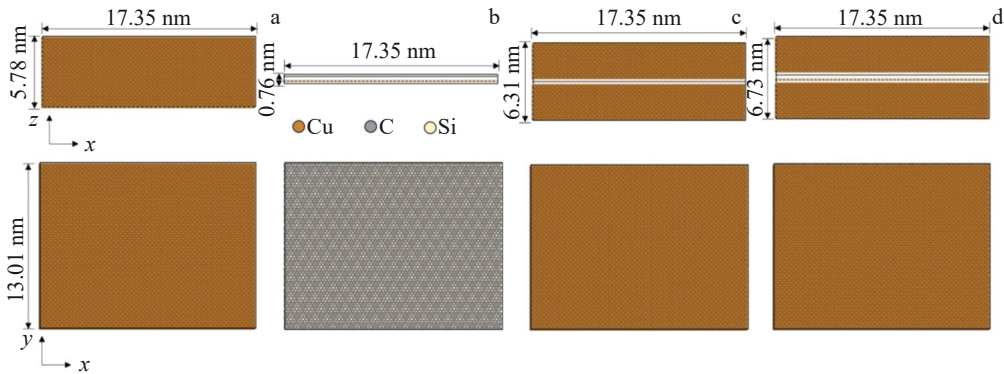 17.35 nm
a
5.78 nm
z
x
17.35 nm
b
0.76 nm
Cu
C
Si
17.35 nm
c
6.31 nm
17.35 nm
d
6.73 nm
13.01 nm
y
x